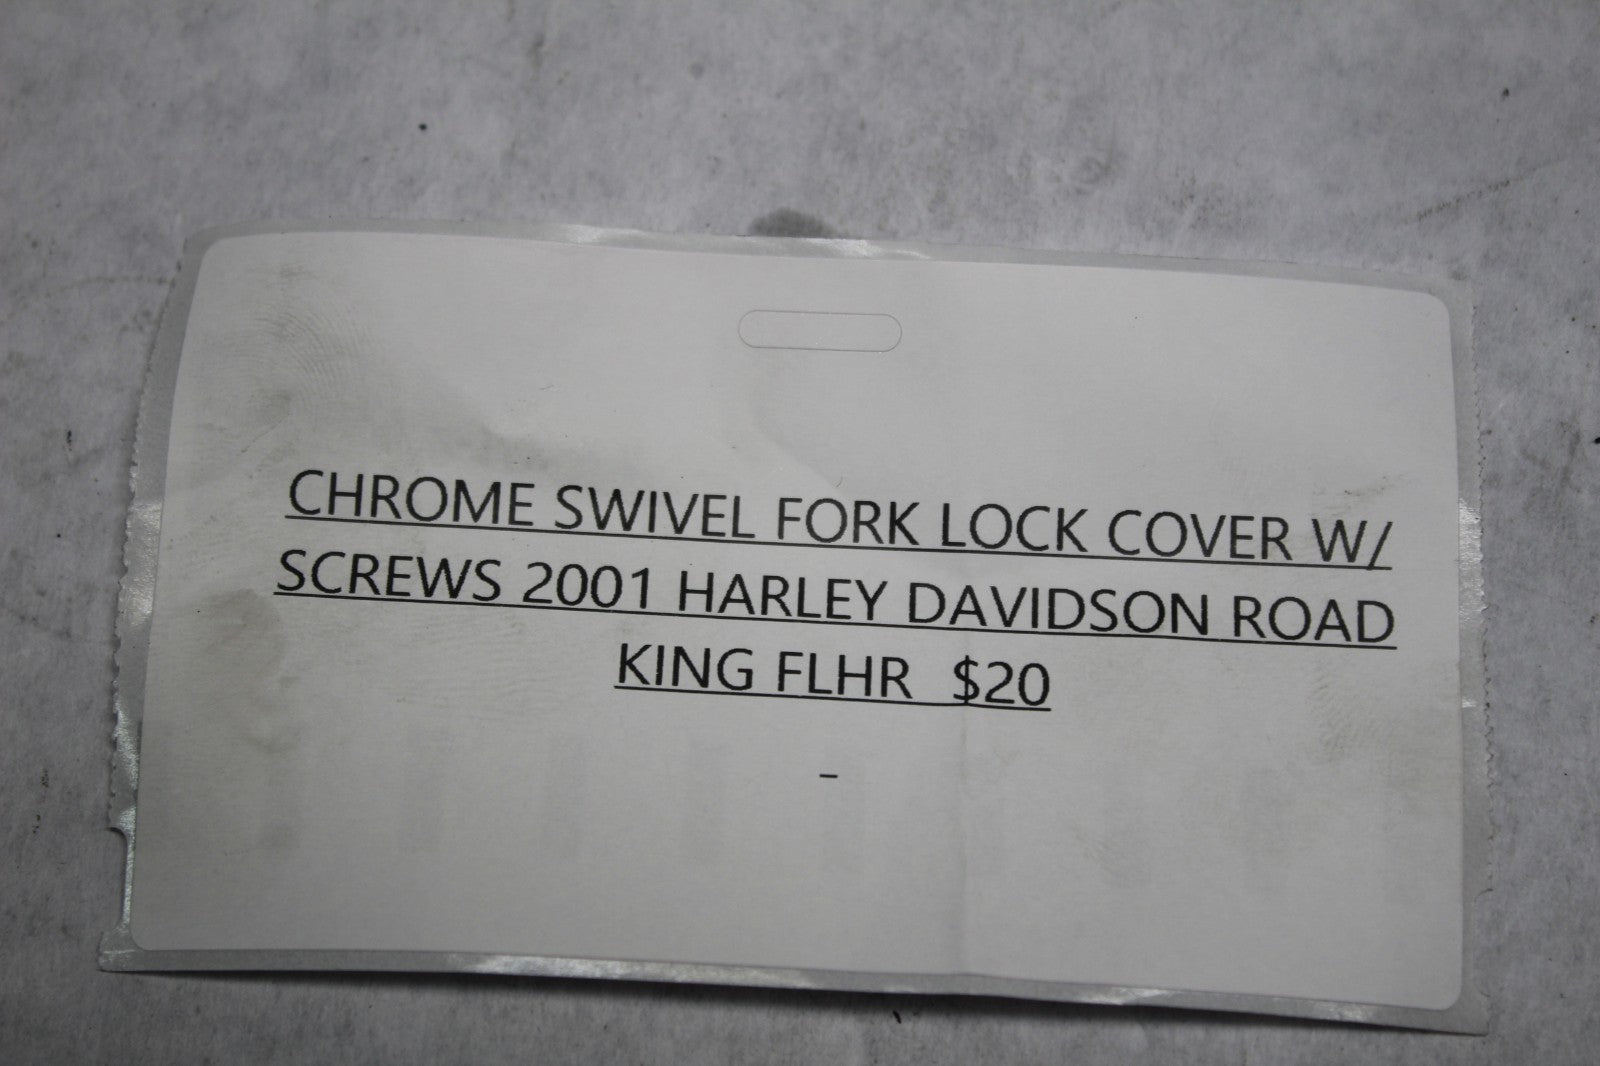 CHROME SWIVEL FORK LOCK COVER W/
SCREWS 2001 HARLEY DAVIDSON ROAD
KING FLHR  $20
-